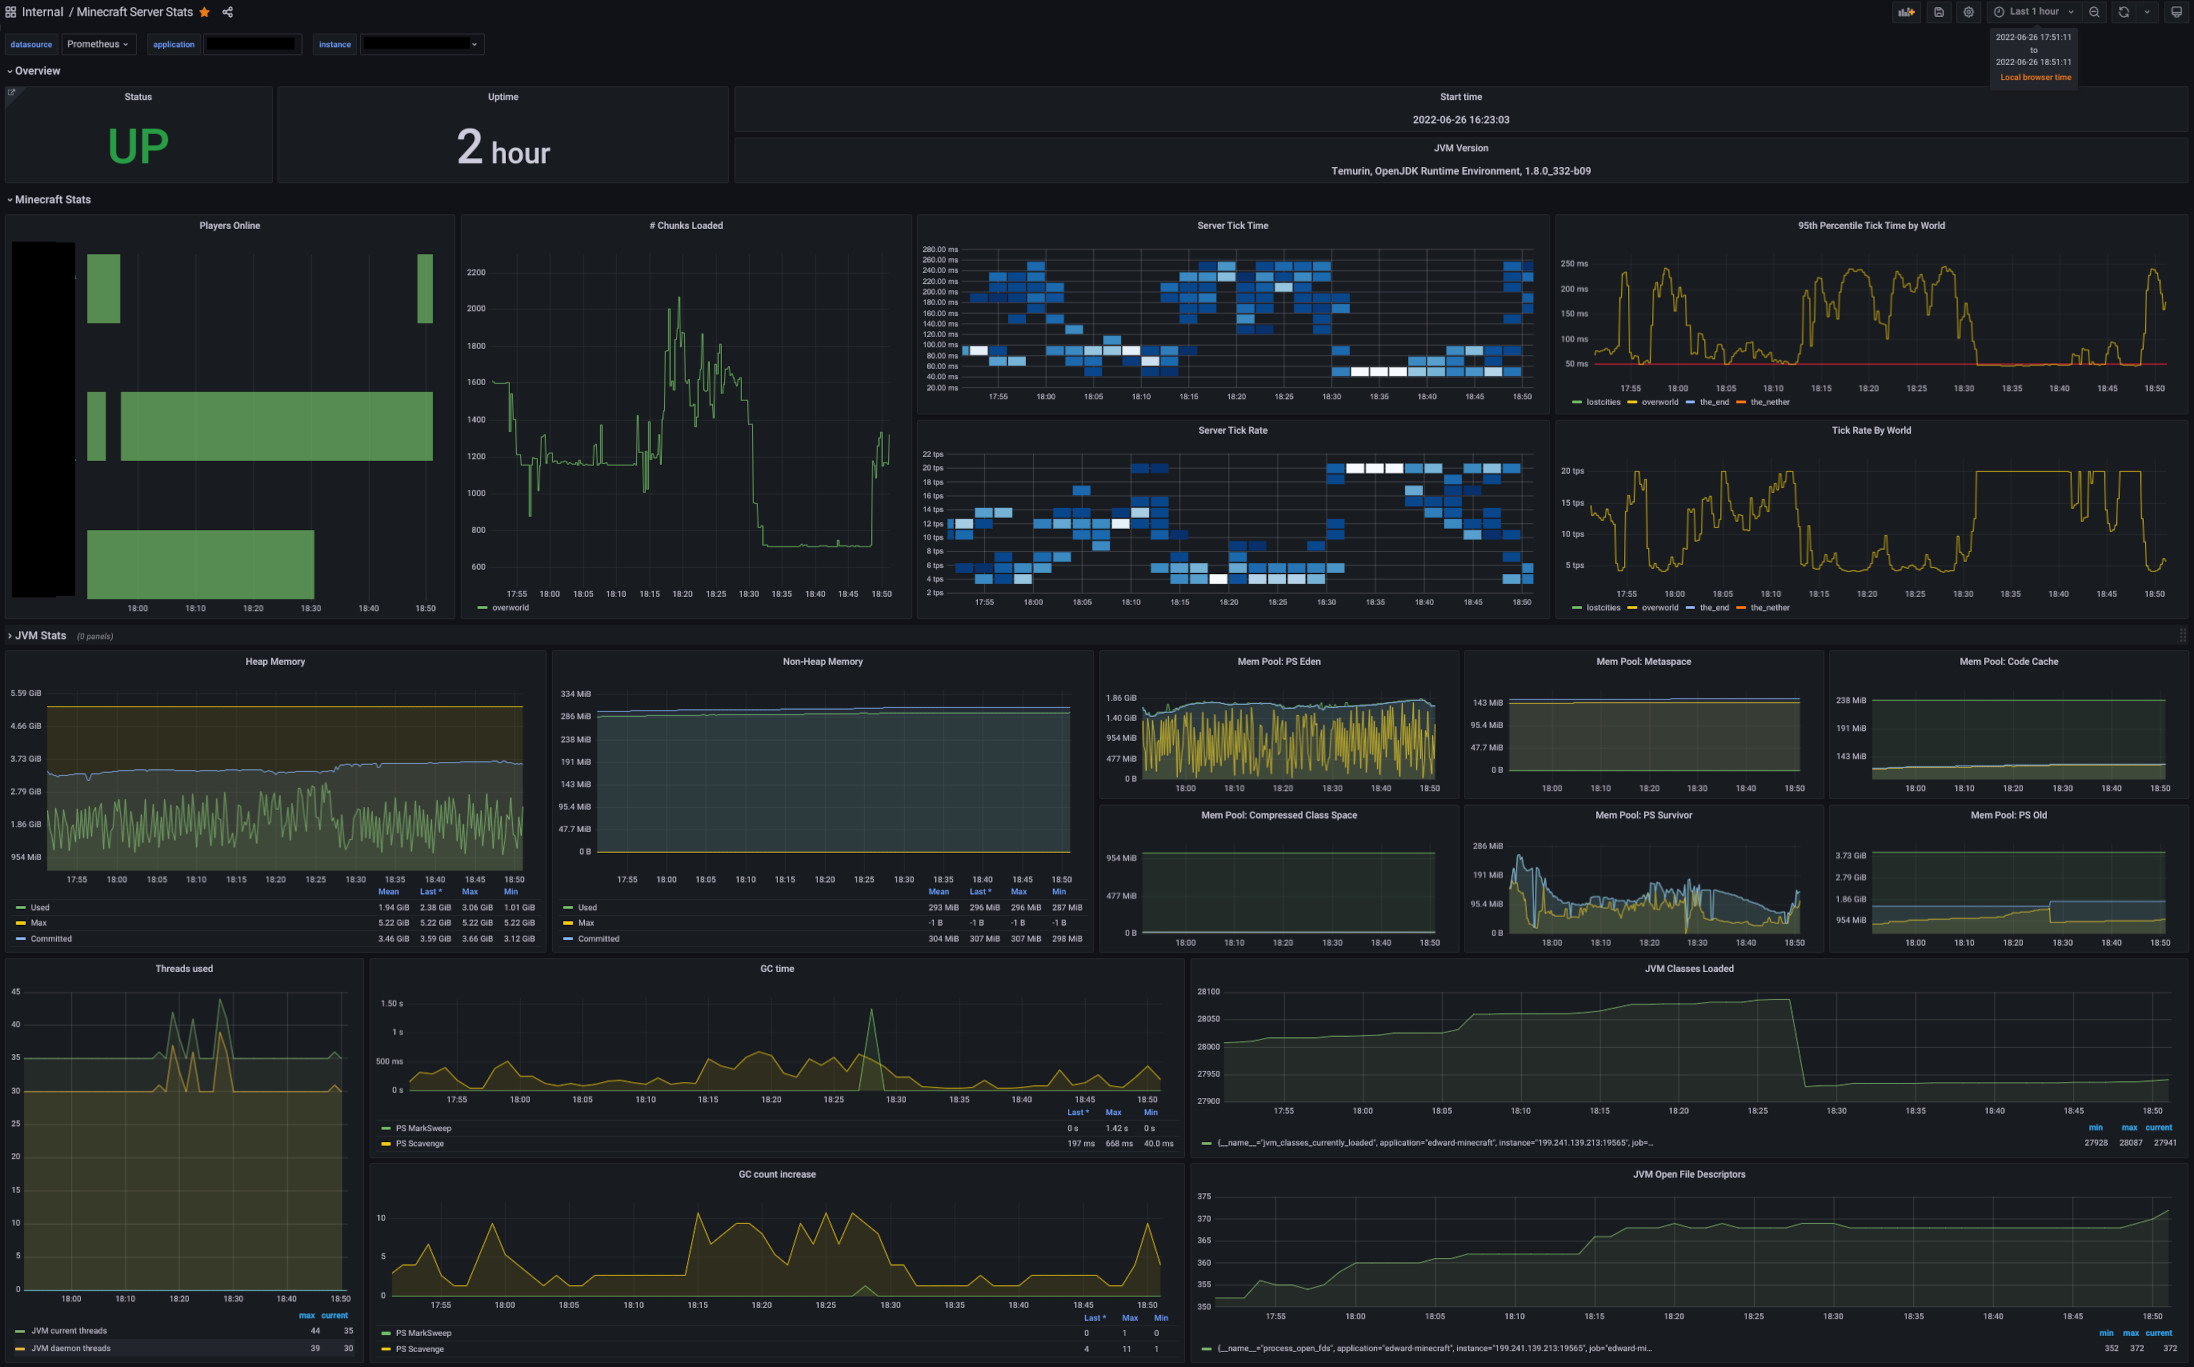 Internal / Minecraft Server Stats
Last 1 hour
datasource Prometheus application instance
2022-06-26 17:51:11
to
2022-06-26 18:51:11
Local browser time
Overview
Status
UP
Uptime
2 hour
Start time
2022-06-26 16:23:03
JVM Version
Temurin, OpenJDK Runtime Environment, 1.8.0_332-b09
Minecraft Stats
Players Online
18:00 18:10 18:20 18:30 18:40 18:50
# Chunks Loaded
2200
2000
1800
1600
1400
1200
1000
800
600
17:55 18:00 18:05 18:10 18:15 18:20 18:25 18:30 18:35 18:40 18:45 18:50
overworld
Server Tick Time
280.00 ms
260.00 ms
240.00 ms
220.00 ms
200.00 ms
180.00 ms
160.00 ms
140.00 ms
120.00 ms
100.00 ms
80.00 ms
60.00 ms
40.00 ms
20.00 ms
17:55 18:00 18:05 18:10 18:15 18:20 18:25 18:30 18:35 18:40 18:45 18:50
95th Percentile Tick Time by World
250 ms
200 ms
150 ms
100 ms
50 ms
17:55 18:00 18:05 18:10 18:15 18:20 18:25 18:30 18:35 18:40 18:45 18:50
lostcities overworld the_end the_nether
Server Tick Rate
22 tps
20 tps
18 tps
16 tps
14 tps
12 tps
10 tps
8 tps
6 tps
4 tps
2 tps
17:55 18:00 18:05 18:10 18:15 18:20 18:25 18:30 18:35 18:40 18:45 18:50
Tick Rate By World
20 tps
15 tps
10 tps
5 tps
17:55 18:00 18:05 18:10 18:15 18:20 18:25 18:30 18:35 18:40 18:45 18:50
lostcities overworld the_end the_nether
JVM Stats (0 panels)
Heap Memory
5.59 GiB
4.66 GiB
3.73 GiB
2.79 GiB
1.86 GiB
954 MiB
17:55 18:00 18:05 18:10 18:15 18:20 18:25 18:30 18:35 18:40 18:45 18:50
Mean Last * Max Min
Used 1.94 GiB 2.38 GiB 3.06 GiB 1.01 GiB
Max 5.22 GiB 5.22 GiB 5.22 GiB 5.22 GiB
Committed 3.46 GiB 3.59 GiB 3.66 GiB 3.12 GiB
Non-Heap Memory
334 MiB
286 MiB
238 MiB
191 MiB
143 MiB
95.4 MiB
47.7 MiB
0 B
17:55 18:00 18:05 18:10 18:15 18:20 18:25 18:30 18:35 18:40 18:45 18:50
Mean Last * Max Min
Used 293 MiB 296 MiB 296 MiB 287 MiB
Max -1 B -1 B -1 B -1 B
Committed 304 MiB 307 MiB 307 MiB 298 MiB
Mem Pool: PS Eden
1.86 GiB
1.40 GiB
954 MiB
477 MiB
0 B
18:00 18:10 18:20 18:30 18:40 18:50
Mem Pool: Metaspace
143 MiB
95.4 MiB
47.7 MiB
0 B
18:00 18:10 18:20 18:30 18:40 18:50
Mem Pool: Code Cache
238 MiB
191 MiB
143 MiB
18:00 18:10 18:20 18:30 18:40 18:50
Mem Pool: Compressed Class Space
954 MiB
477 MiB
0 B
18:00 18:10 18:20 18:30 18:40 18:50
Mem Pool: PS Survivor
286 MiB
191 MiB
95.4 MiB
0 B
18:00 18:10 18:20 18:30 18:40 18:50
Mem Pool: PS Old
3.73 GiB
2.79 GiB
1.86 GiB
954 MiB
18:00 18:10 18:20 18:30 18:40 18:50
Threads used
45
40
35
30
25
20
15
10
5
0
18:00 18:10 18:20 18:30 18:40 18:50
max current
JVM current threads 44 35
JVM daemon threads 39 30
GC time
1.50 s
1 s
500 ms
0 s
17:55 18:00 18:05 18:10 18:15 18:20 18:25 18:30 18:35 18:40 18:45 18:50
Last * Max Min
PS MarkSweep 0 s 1.42 s 0 s
PS Scavenge 197 ms 668 ms 40.0 ms
JVM Classes Loaded
28100
28050
28000
27950
27900
17:55 18:00 18:05 18:10 18:15 18:20 18:25 18:30 18:35 18:40 18:45 18:50
min max current
{__name__="jvm_classes_currently_loaded", application="edward-minecraft", instance="199.241.139.213:19565", job=... 27928 28087 27941
GC count increase
10
5
0
17:55 18:00 18:05 18:10 18:15 18:20 18:25 18:30 18:35 18:40 18:45 18:50
Last * Max Min
PS MarkSweep 0 1 0
PS Scavenge 4 11 1
JVM Open File Descriptors
375
370
365
360
355
350
17:55 18:00 18:05 18:10 18:15 18:20 18:25 18:30 18:35 18:40 18:45 18:50
min max current
{__name__="process_open_fds", application="edward-minecraft", instance="199.241.139.213:19565", job="edward-mi... 352 372 372